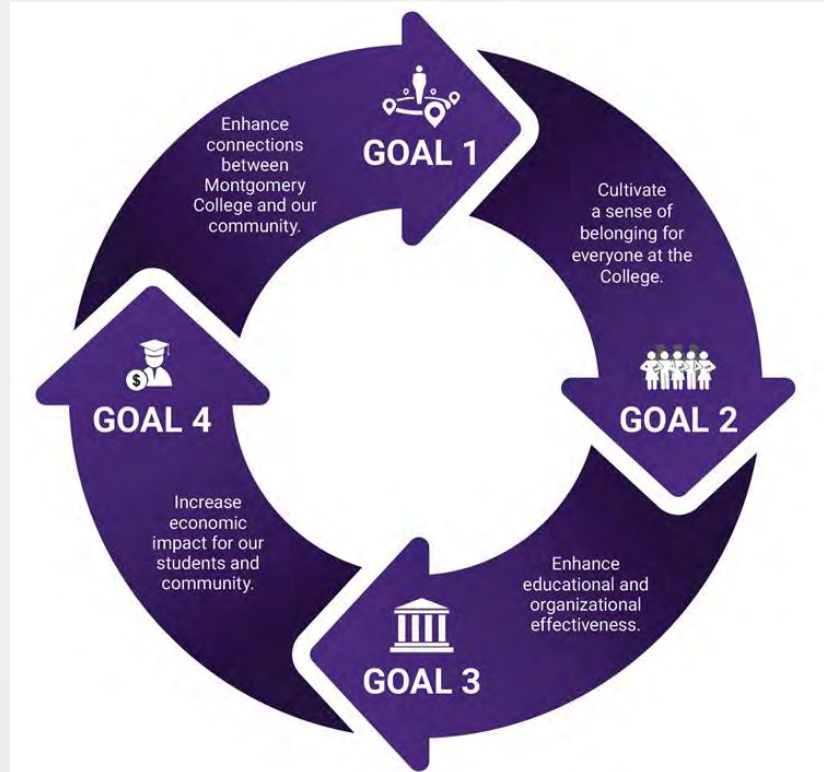 Enhance
connections
between
Montgomery
College and our
community.
GOAL 1
Cultivate
a sense of
belonging for
everyone at the
College.
GOAL 2
Enhance
educational and
organizational
effectiveness.
GOAL 3
$
GOAL 4
Increase
economic
impact for our
students and
community.